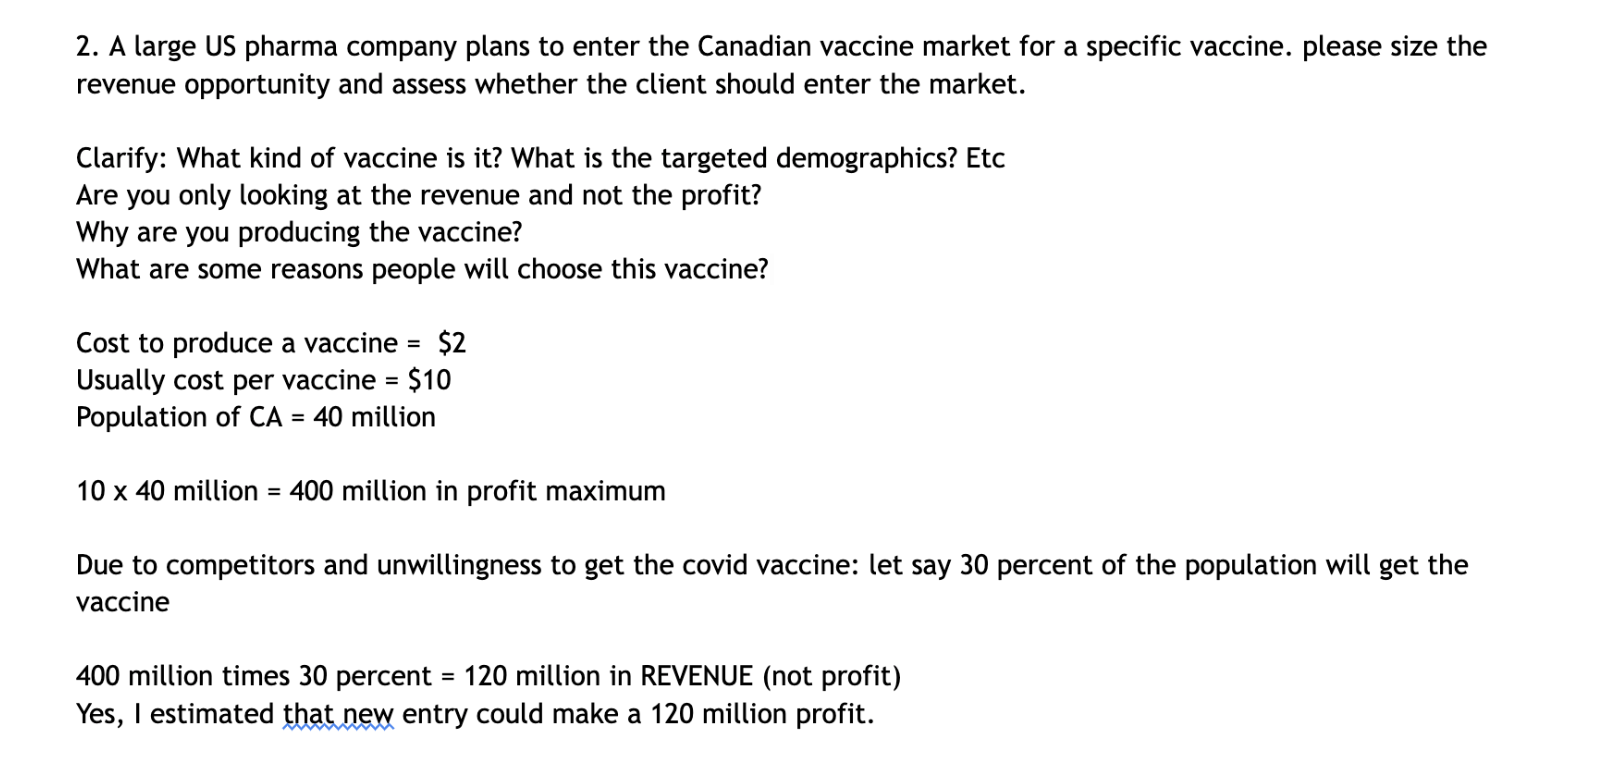 2. A large US pharma company plans to enter the Canadian vaccine market for a specific vaccine. please size the
revenue opportunity and assess whether the client should enter the market.
Clarify: What kind of vaccine is it? What is the targeted demographics? Etc
Are you only looking at the revenue and not the profit?
Why are you producing the vaccine?
What are some reasons people will choose this vaccine?
Cost to produce a vaccine =  $2
Usually cost per vaccine = $10
Population of CA = 40 million
10 x 40 million = 400 million in profit maximum
Due to competitors and unwillingness to get the covid vaccine: let say 30 percent of the population will get the
vaccine
400 million times 30 percent = 120 million in REVENUE (not profit)
Yes, I estimated that new entry could make a 120 million profit.